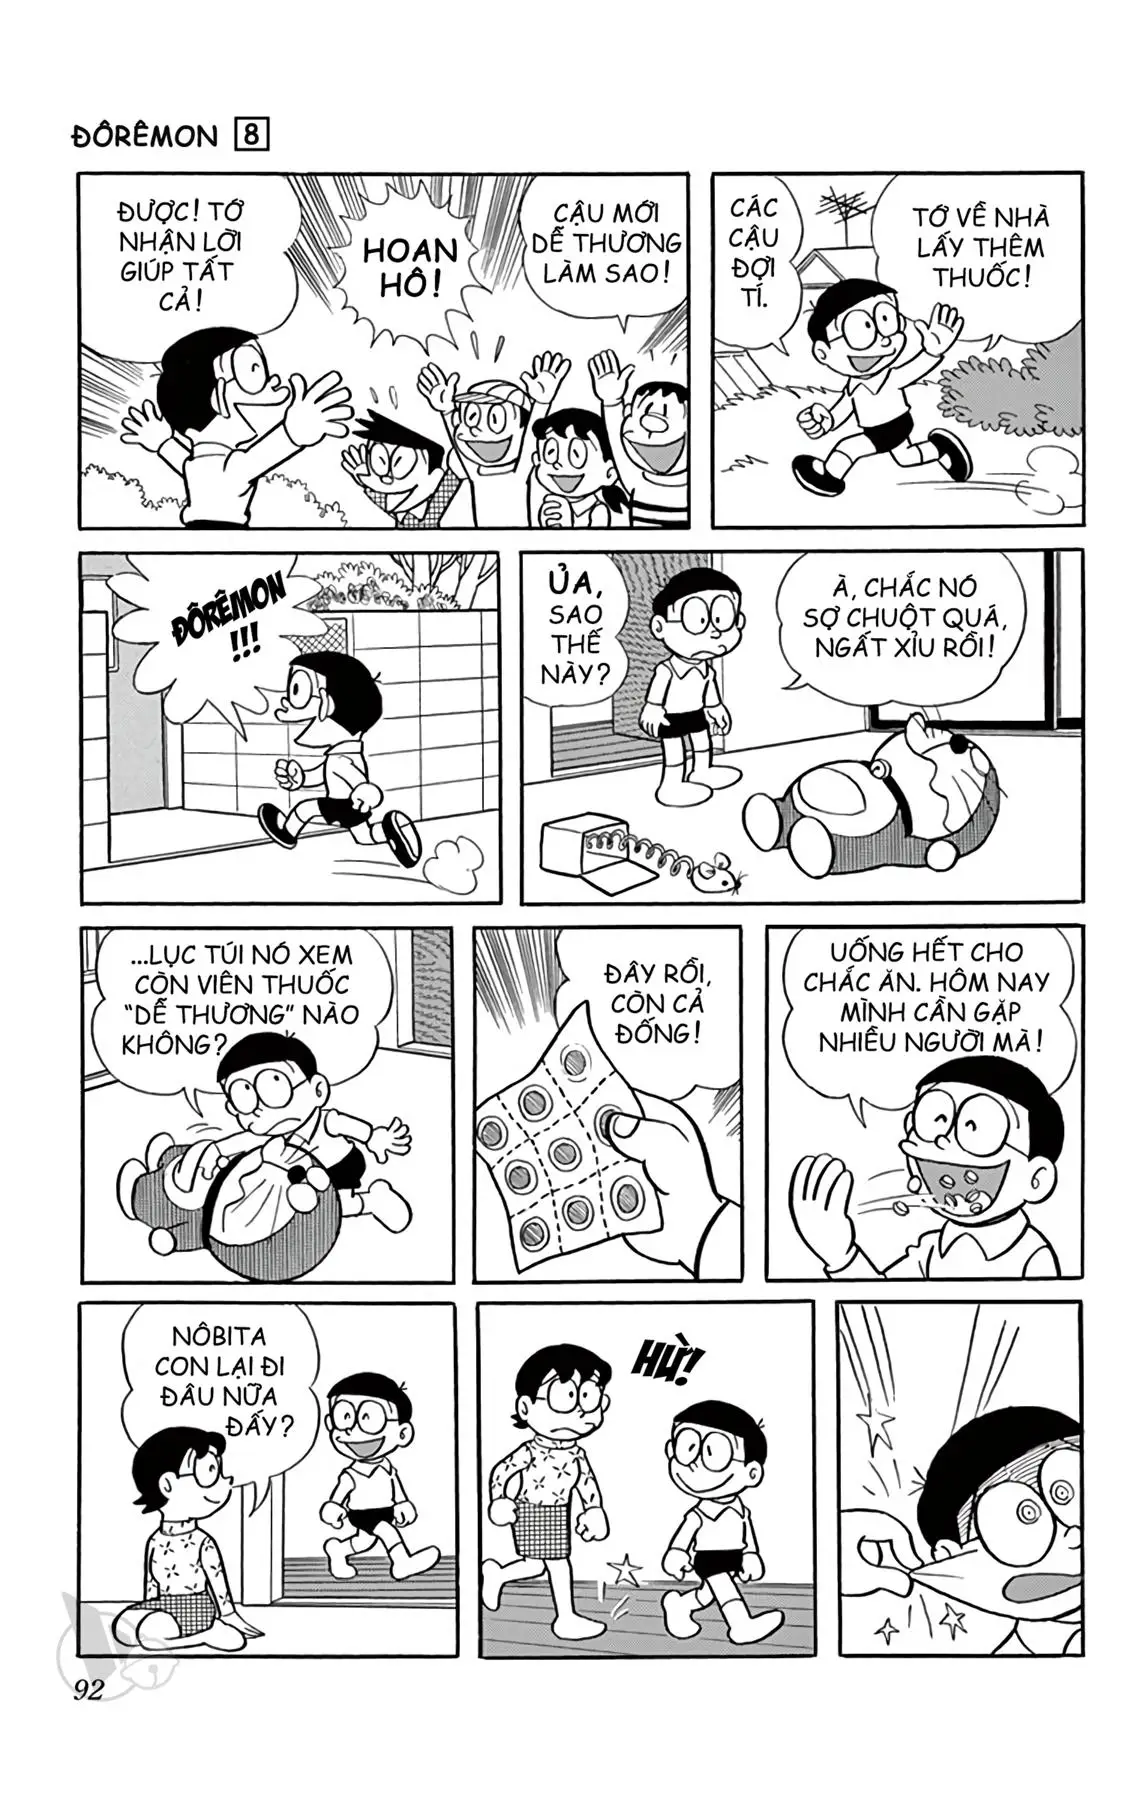 ĐÔRÊMON 8
ĐƯỢC! TỚ
NHẬN LỜI
GIÚP TẤT
CẢ!
HOAN
HÔ!
CẬU MỚI
DỄ THƯƠNG
LÀM SAO!
CÁC
CẬU
ĐỢI
TÍ.
TỚ VỀ NHÀ
LẤY THÊM
THUỐC!
ĐÔRÊMON
!!!
ỦA,
SAO
THẾ
NÀY?
À, CHẮC NÓ
SỢ CHUỘT QUÁ,
NGẤT XỈU RỒI!
...LỤC TÚI NÓ XEM
CÒN VIÊN THUỐC
“DỄ THƯƠNG” NÀO
KHÔNG?
ĐÂY RỒI,
CÒN CẢ
ĐỐNG!
UỐNG HẾT CHO
CHẮC ĂN. HÔM NAY
MÌNH CẦN GẶP
NHIỀU NGƯỜI MÀ!
NÔBITA
CON LẠI ĐI
ĐÂU NỮA
ĐẤY?
HỪ!
92